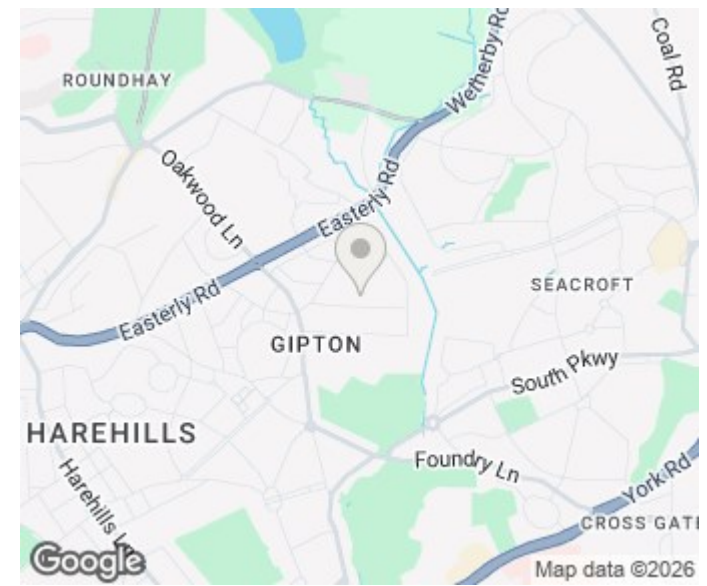 ROUNDHAY
Wetherby Rd
Coal Rd
Oakwood Ln
Easterly Rd
Easterly Rd
SEACROFT
GIPTON
South Pkwy
HAREHILLS
Harehills Ln
Foundry Ln
York Rd
CROSS GAT
Google
Map data ©2026